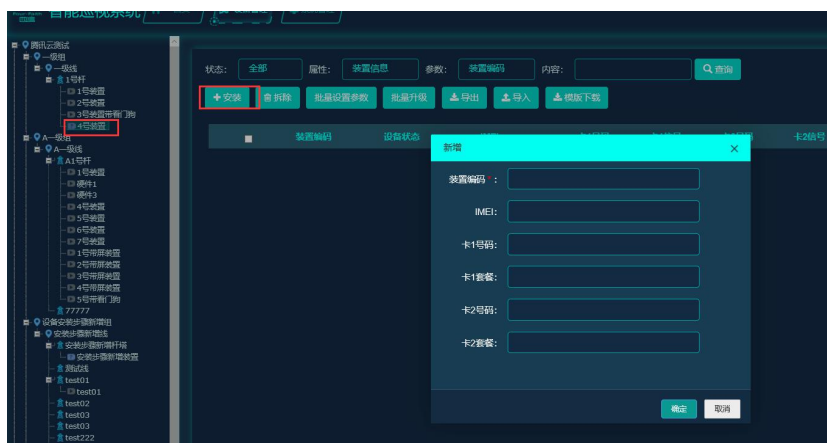 智能巡视系统
腾讯云测试
一级组
一级线
1号杆
1号装置
2号装置
3号装置带看门狗
4号装置
A一级组
A一级线
A1号杆
1号装置
硬件1
硬件3
4号装置
5号装置
6号装置
7号装置
1号带屏装置
2号带屏装置
3号带屏装置
4号带屏装置
5号带看门狗
77777
设备安装步骤新增组
安装步骤新增线
安装步骤新增杆塔
安装步骤新增装置
测试线
test01
test01
test02
test03
test03
test222
状态: 全部 属性: 装置信息 参数: 装置编码 内容: 查询
安装 拆除 批量设置参数 批量升级 导出 导入 模版下载
装置编码 设备状态 卡2信号
新增 ×
装置编码*:
IMEI:
卡1号码:
卡1套餐:
卡2号码:
卡2套餐:
确定 取消